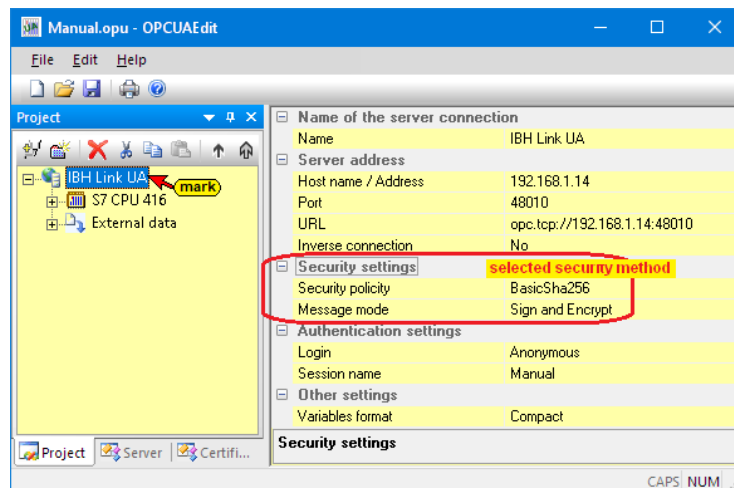 Manual.opu - OPCUAEdit
File Edit Help
Project
IBH Link UA
mark
S7 CPU 416
External data
Name of the server connection
Name IBH Link UA
Server address
Host name / Address 192.168.1.14
Port 48010
URL opc.tcp://192.168.1.14:48010
Inverse connection No
Security settings selected security method
Security policity BasicSha256
Message mode Sign and Encrypt
Authentication settings
Login Anonymous
Session name Manual
Other settings
Variables format Compact
Security settings
Project Server Certifi...
CAPS NUM